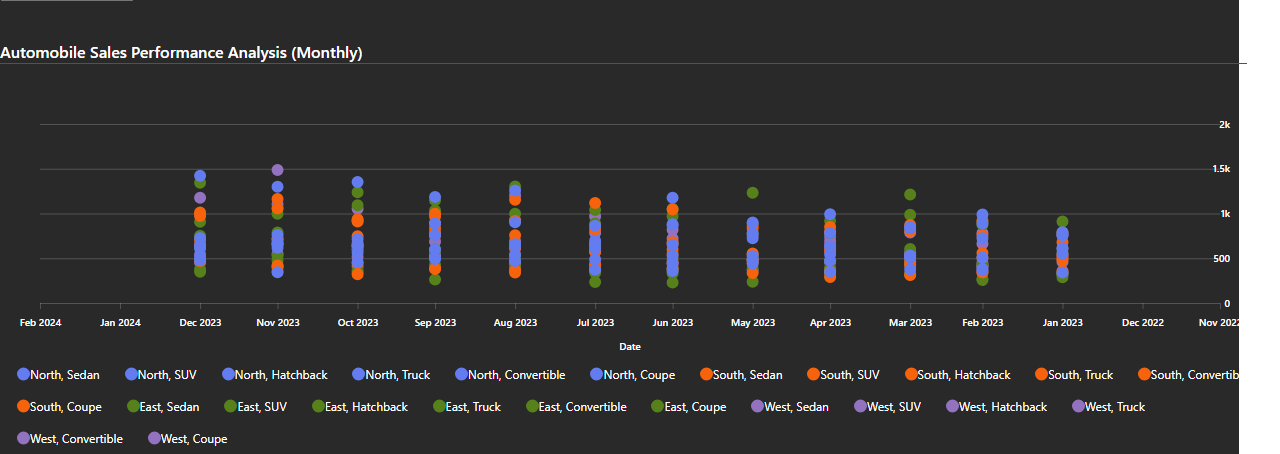 Automobile Sales Performance Analysis (Monthly)
2k
1.5k
1k
500
0
Feb 2024 Jan 2024 Dec 2023 Nov 2023 Oct 2023 Sep 2023 Aug 2023 Jul 2023 Jun 2023 May 2023 Apr 2023 Mar 2023 Feb 2023 Jan 2023 Dec 2022 Nov 2022
Date
North, Sedan North, SUV North, Hatchback North, Truck North, Convertible North, Coupe South, Sedan South, SUV South, Hatchback South, Truck South, Convertib
South, Coupe East, Sedan East, SUV East, Hatchback East, Truck East, Convertible East, Coupe West, Sedan West, SUV West, Hatchback West, Truck
West, Convertible West, Coupe